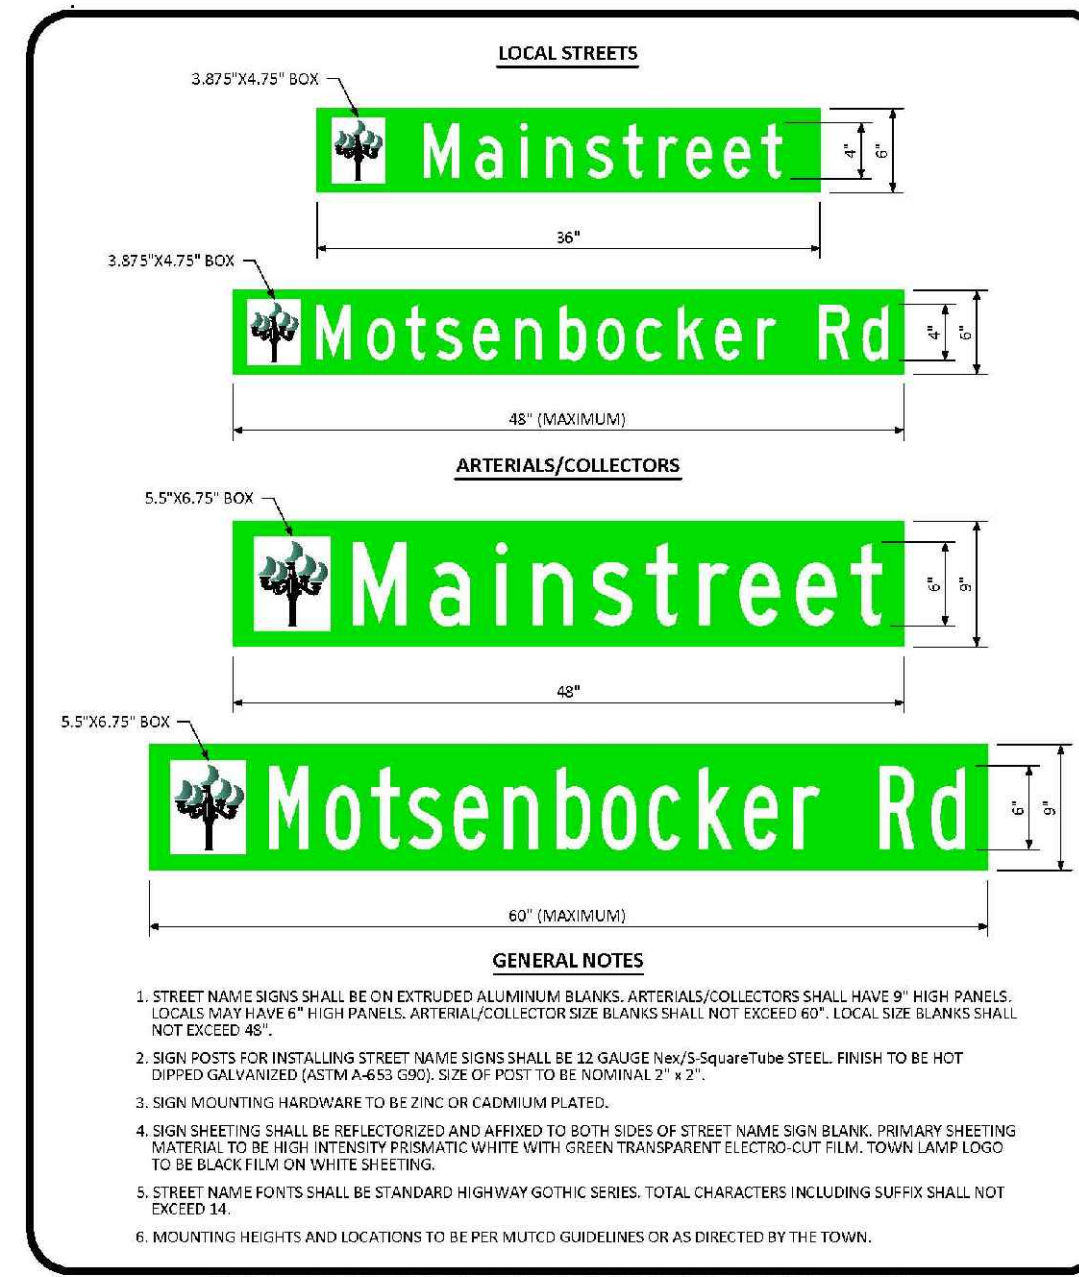 LOCAL STREETS
3.875"X4.75" BOX
Mainstreet
4"
6"
36"
3.875"X4.75" BOX
Motsenbocker Rd
4"
6"
48" (MAXIMUM)
ARTERIALS/COLLECTORS
5.5"X6.75" BOX
Mainstreet
6"
9"
48"
5.5"X6.75" BOX
Motsenbocker Rd
6"
9"
60" (MAXIMUM)
GENERAL NOTES
1. STREET NAME SIGNS SHALL BE ON EXTRUDED ALUMINUM BLANKS. ARTERIALS/COLLECTORS SHALL HAVE 9" HIGH PANELS.
LOCALS MAY HAVE 6" HIGH PANELS. ARTERIAL/COLLECTOR SIZE BLANKS SHALL NOT EXCEED 60". LOCAL SIZE BLANKS SHALL
NOT EXCEED 48".
2. SIGN POSTS FOR INSTALLING STREET NAME SIGNS SHALL BE 12 GAUGE Nex/S-SquareTube STEEL. FINISH TO BE HOT
DIPPED GALVANIZED (ASTM A-653 G90). SIZE OF POST TO BE NOMINAL 2" x 2".
3. SIGN MOUNTING HARDWARE TO BE ZINC OR CADMIUM PLATED.
4. SIGN SHEETING SHALL BE REFLECTORIZED AND AFFIXED TO BOTH SIDES OF STREET NAME SIGN BLANK. PRIMARY SHEETING
MATERIAL TO BE HIGH INTENSITY PRISMATIC WHITE WITH GREEN TRANSPARENT ELECTRO-CUT FILM. TOWN LAMP LOGO
TO BE BLACK FILM ON WHITE SHEETING.
5. STREET NAME FONTS SHALL BE STANDARD HIGHWAY GOTHIC SERIES. TOTAL CHARACTERS INCLUDING SUFFIX SHALL NOT
EXCEED 14.
6. MOUNTING HEIGHTS AND LOCATIONS TO BE PER MUTCD GUIDELINES OR AS DIRECTED BY THE TOWN.